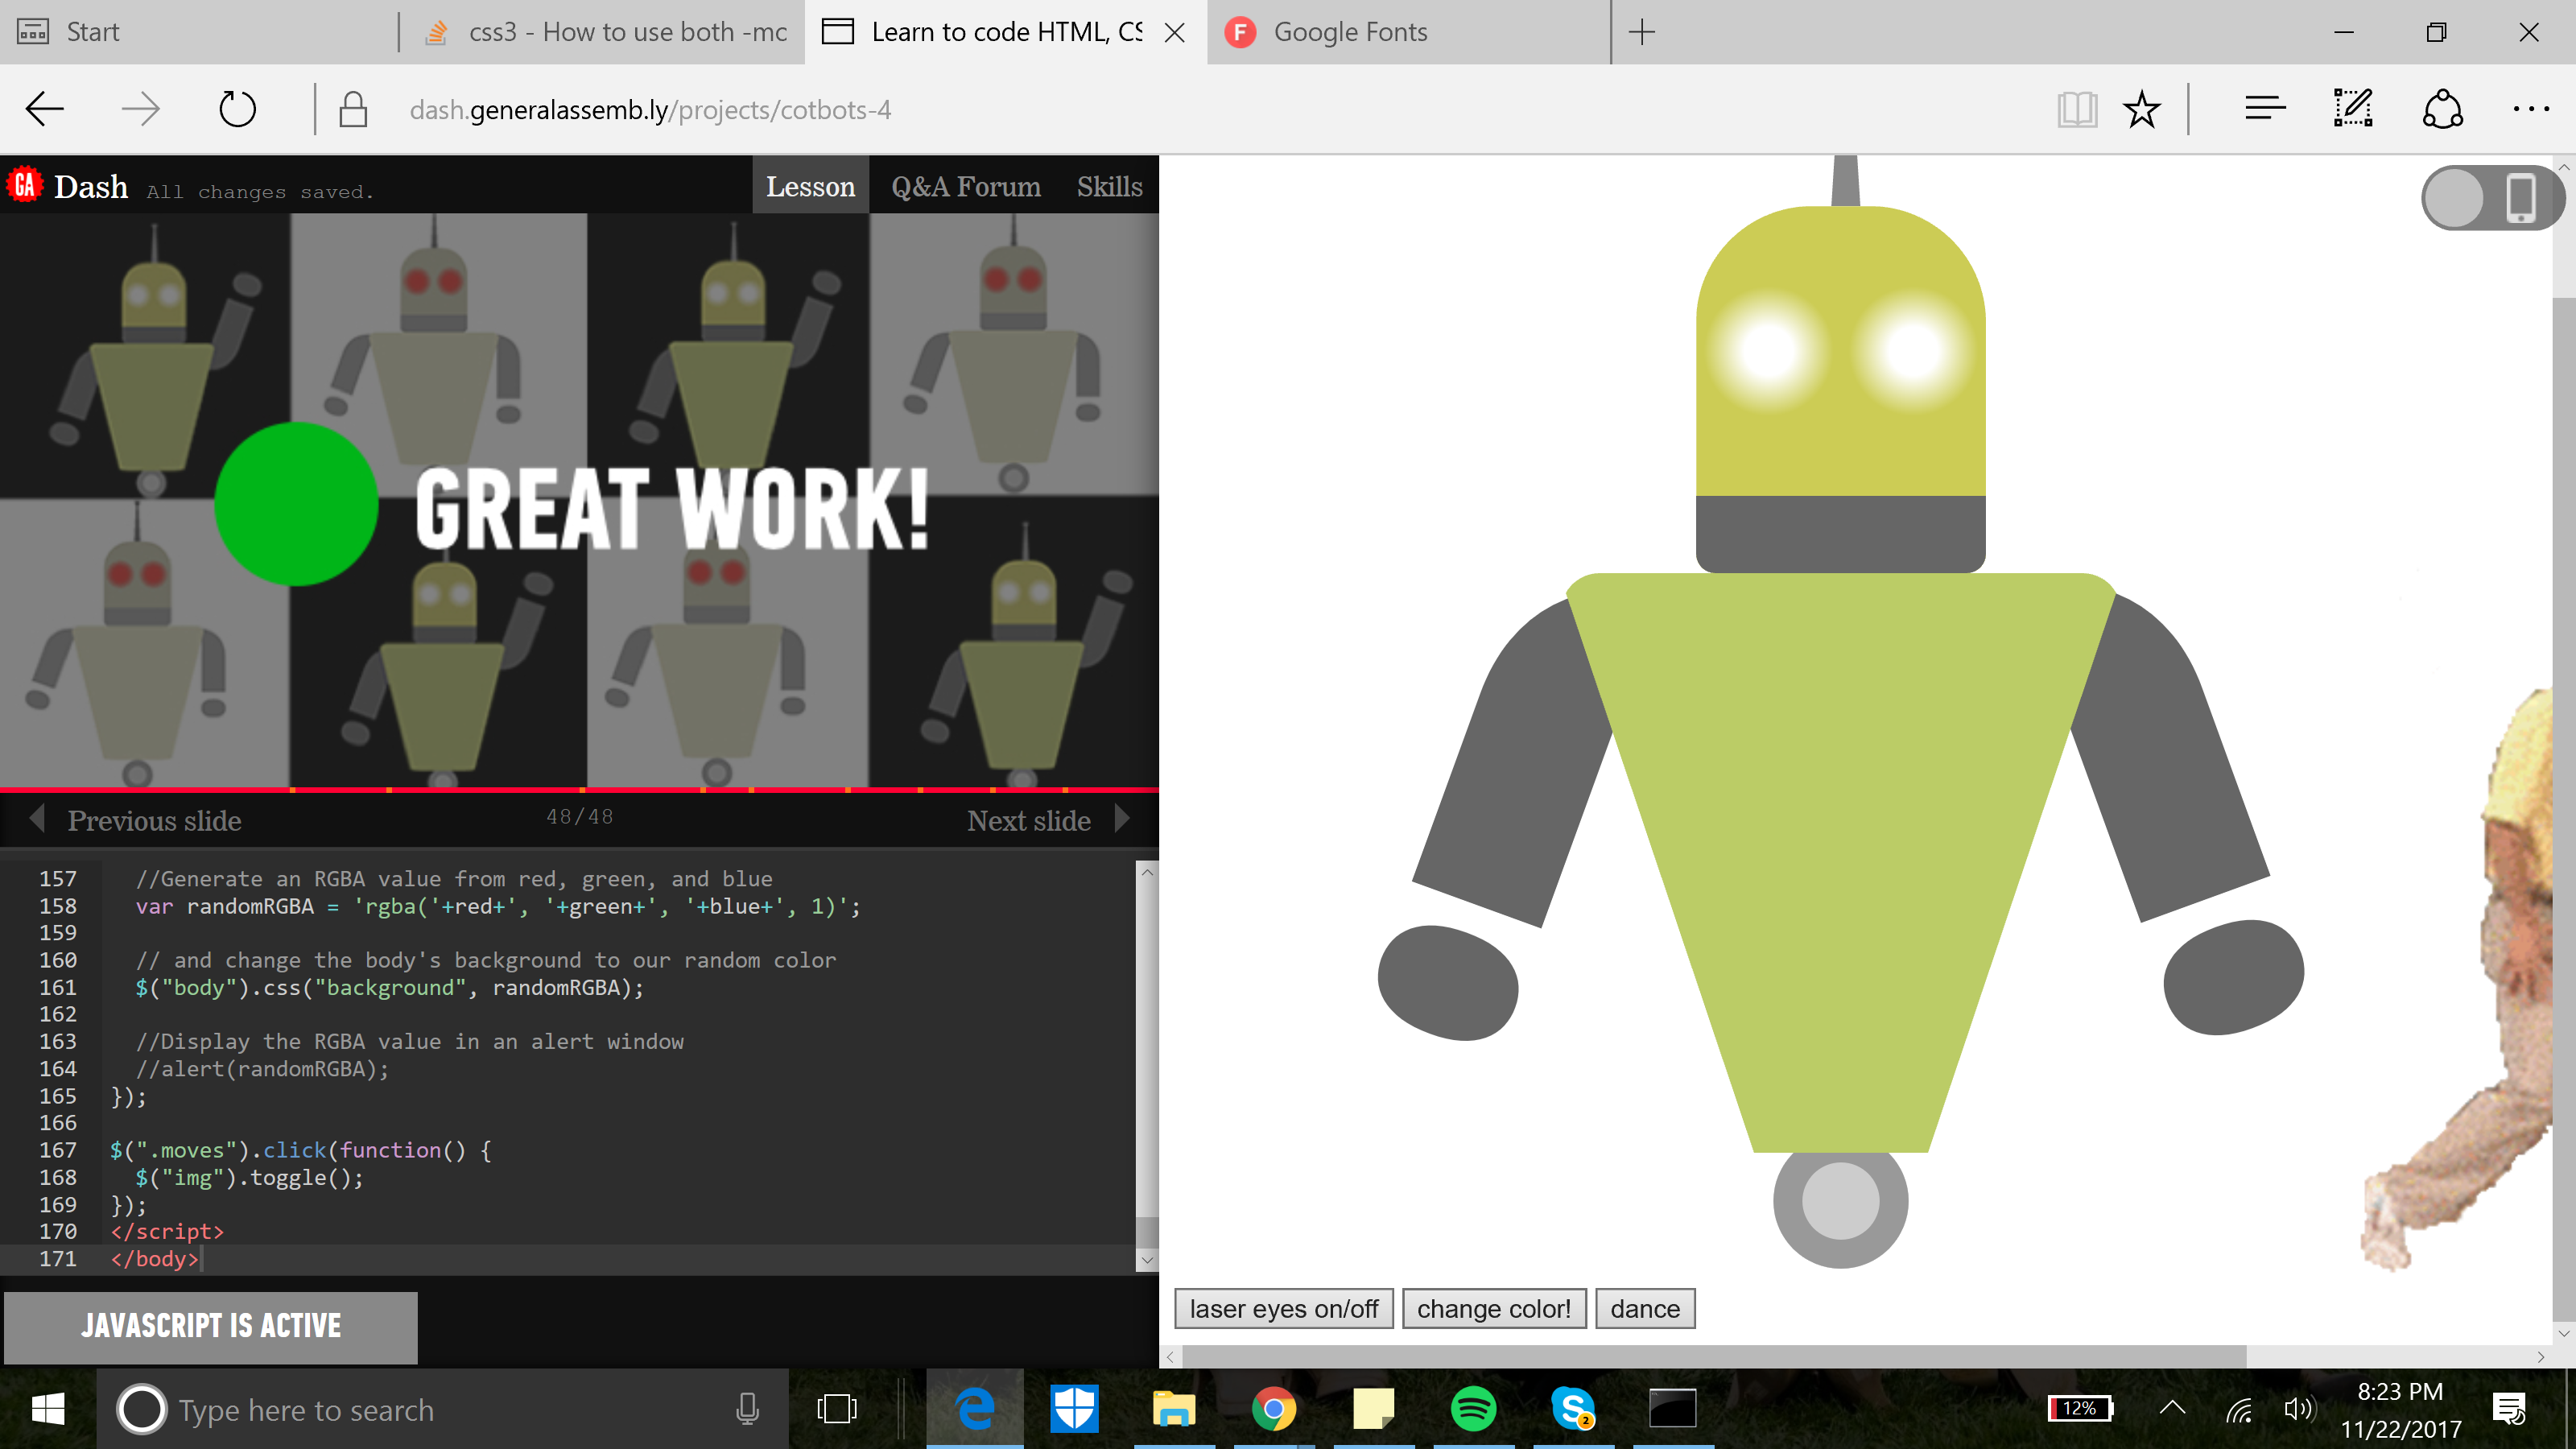 Start
css3 - How to use both -mc
Learn to code HTML, CS
F
Google Fonts
dash.generalassemb.ly/projects/cotbots-4
GA
Dash
All changes saved.
Lesson
Q&A Forum
Skills
GREAT WORK!
Previous slide
48/48
Next slide
157 //Generate an RGBA value from red, green, and blue
158 var randomRGBA = 'rgba('+red+', '+green+', '+blue+', 1)';
159
160 // and change the body's background to our random color
161 $("body").css("background", randomRGBA);
162
163 //Display the RGBA value in an alert window
164 //alert(randomRGBA);
165 });
166
167 $(".moves").click(function() {
168 $("img").toggle();
169 });
170 </script>
171 </body>
JAVASCRIPT IS ACTIVE
laser eyes on/off
change color!
dance
Type here to search
S
2
12%
8:23 PM
11/22/2017